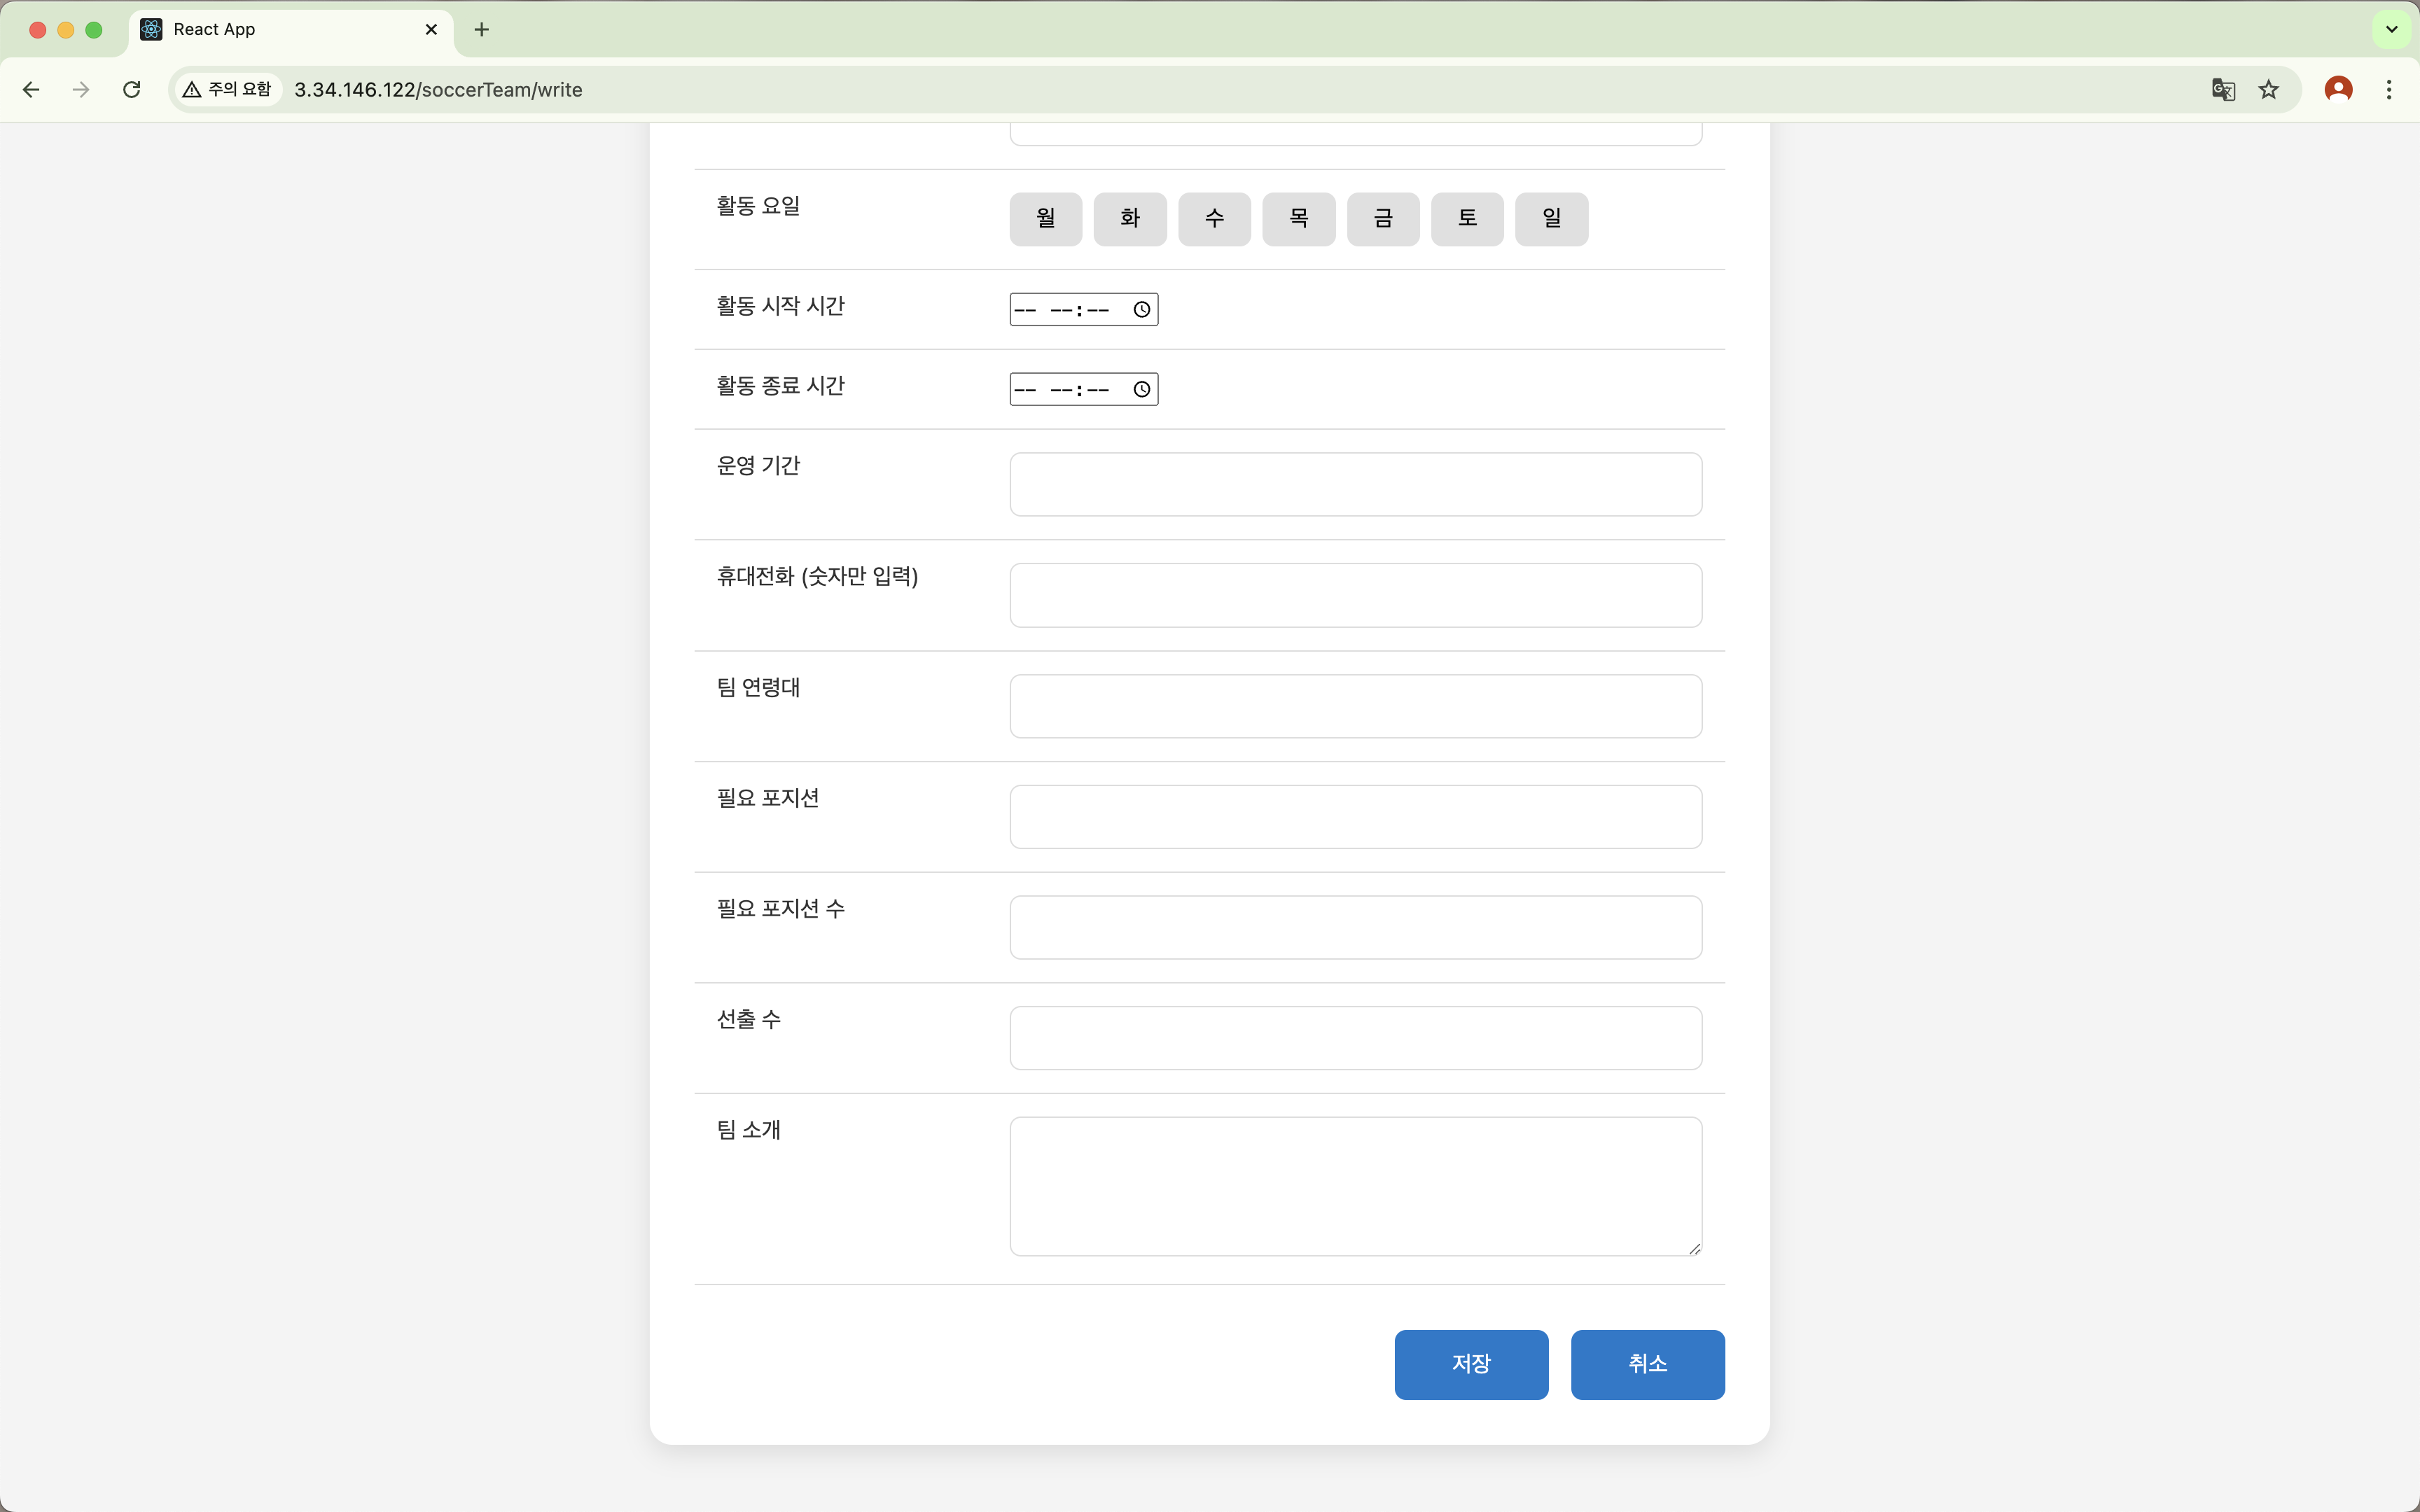 React App
주의 요함 3.34.146.122/soccerTeam/write
활동 요일 월 화 수 목 금 토 일
활동 시작 시간 -- --:--
활동 종료 시간 -- --:--
운영 기간
휴대전화 (숫자만 입력)
팀 연령대
필요 포지션
필요 포지션 수
선출 수
팀 소개
저장 취소